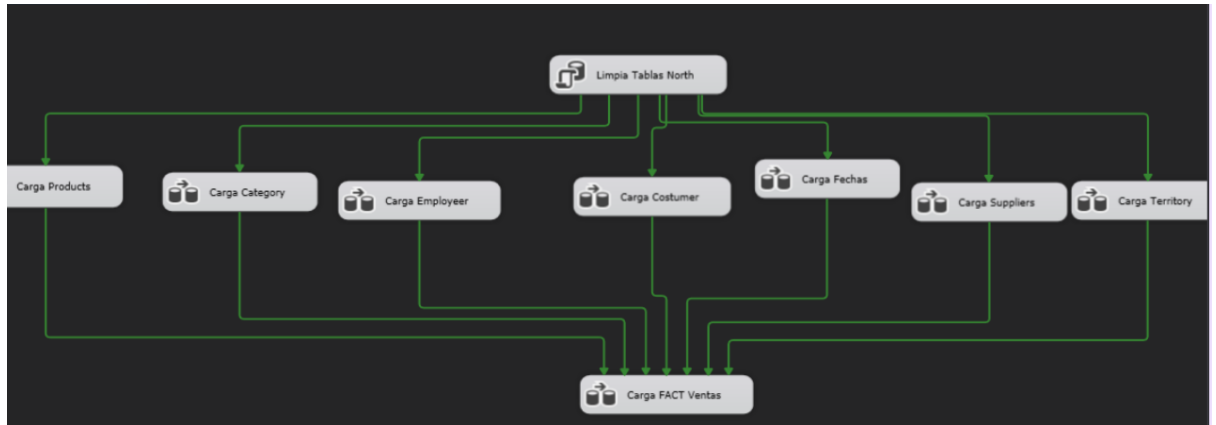 Limpia Tablas North
Carga Products
Carga Category
Carga Employeer
Carga Costumer
Carga Fechas
Carga Suppliers
Carga Territory
Carga FACT Ventas